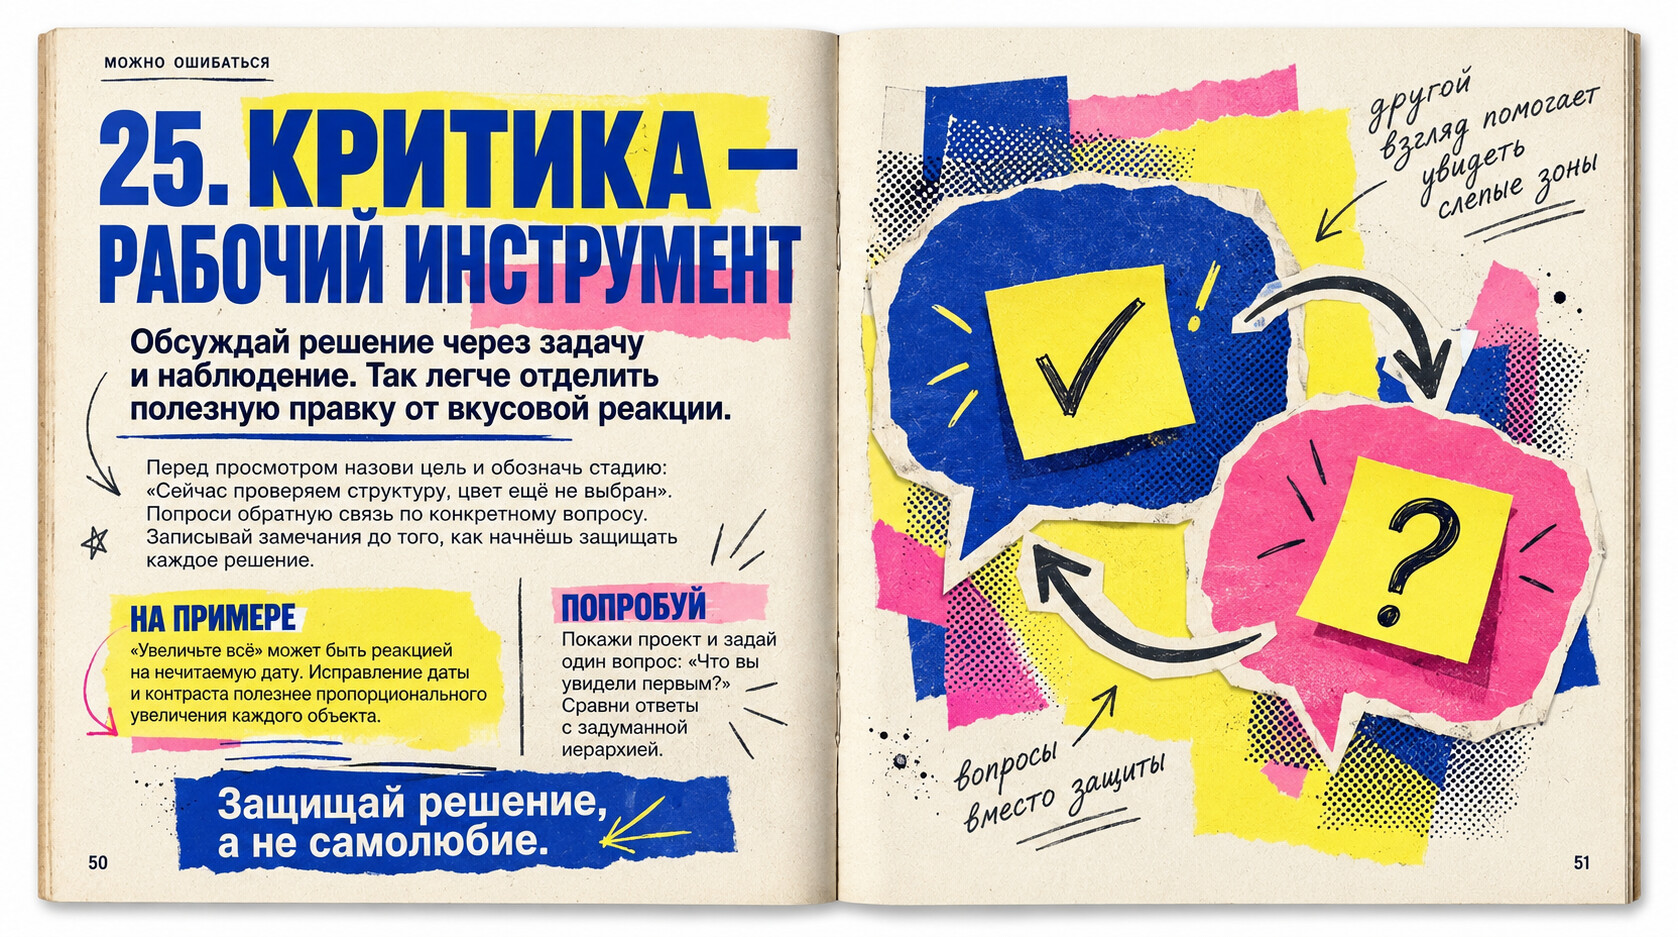 МОЖНО ОШИБАТЬСЯ
25. КРИТИКА –
РАБОЧИЙ ИНСТРУМЕНТ
Обсуждай решение через задачу
и наблюдение. Так легче отделить
полезную правку от вкусовой реакции.
Перед просмотром назови цель и обозначь стадию:
«Сейчас проверяем структуру, цвет ещё не выбран».
Попроси обратную связь по конкретному вопросу.
Записывай замечания до того, как начнёшь защищать
каждое решение.
НА ПРИМЕРЕ
«Увеличьте всё» может быть реакцией
на нечитаемую дату. Исправление даты
и контраста полезнее пропорционального
увеличения каждого объекта.
ПОПРОБУЙ
Покажи проект и задай
один вопрос: «Что вы
увидели первым?»
Сравни ответы
с задуманной
иерархией.
Защищай решение,
а не самолюбие.
50
другой
взгляд помогает
увидеть
слепые зоны
!
?
вопросы
вместо защиты
51